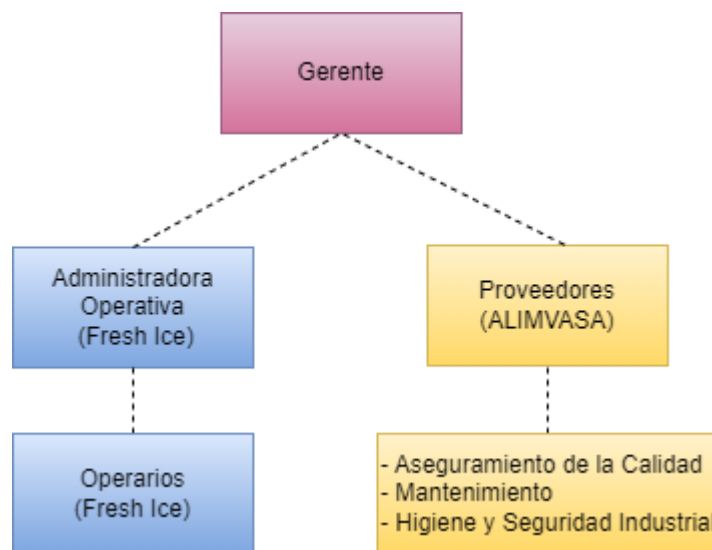 Gerente
Administradora
Operativa
(Fresh Ice)
Proveedores
(ALIMVASA)
Operarios
(Fresh Ice)
- Aseguramiento de la Calidad
- Mantenimiento
- Higiene y Seguridad Industrial